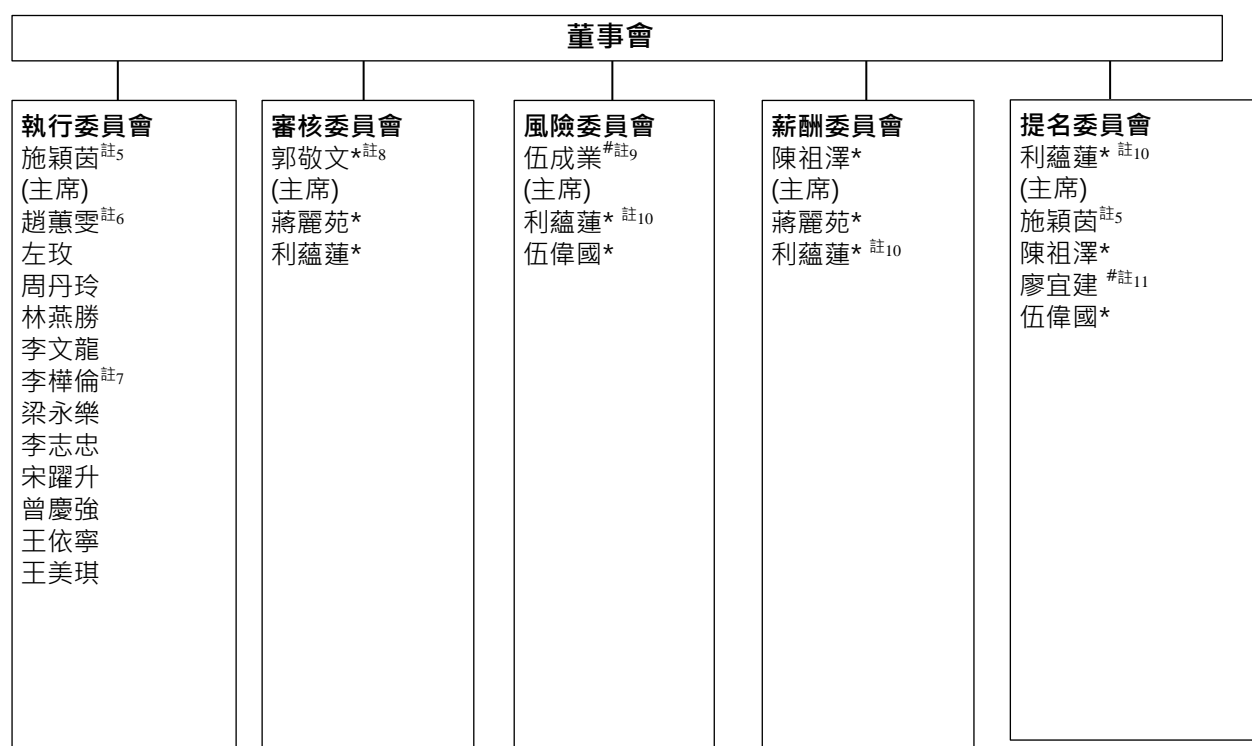 董事會
執行委員會
施穎茵註5
(主席)
趙蕙雯註6
左玫
周丹玲
林燕勝
李文龍
李樺倫註7
梁永樂
李志忠
宋躍升
曾慶強
王依寧
王美琪
審核委員會
郭敬文*註8
(主席)
蔣麗苑*
利蘊蓮*
風險委員會
伍成業#註9
(主席)
利蘊蓮* 註10
伍偉國*
薪酬委員會
陳祖澤*
(主席)
蔣麗苑*
利蘊蓮* 註10
提名委員會
利蘊蓮* 註10
(主席)
施穎茵註5
陳祖澤*
廖宜建 #註11
伍偉國*